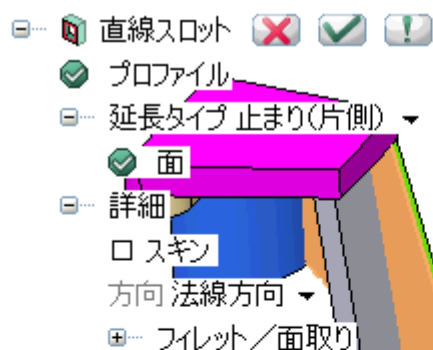 直線スロット
プロファイル
延長タイプ 止まり(片側)
面
詳細
スキン
方向 法線方向
フィレット/面取り